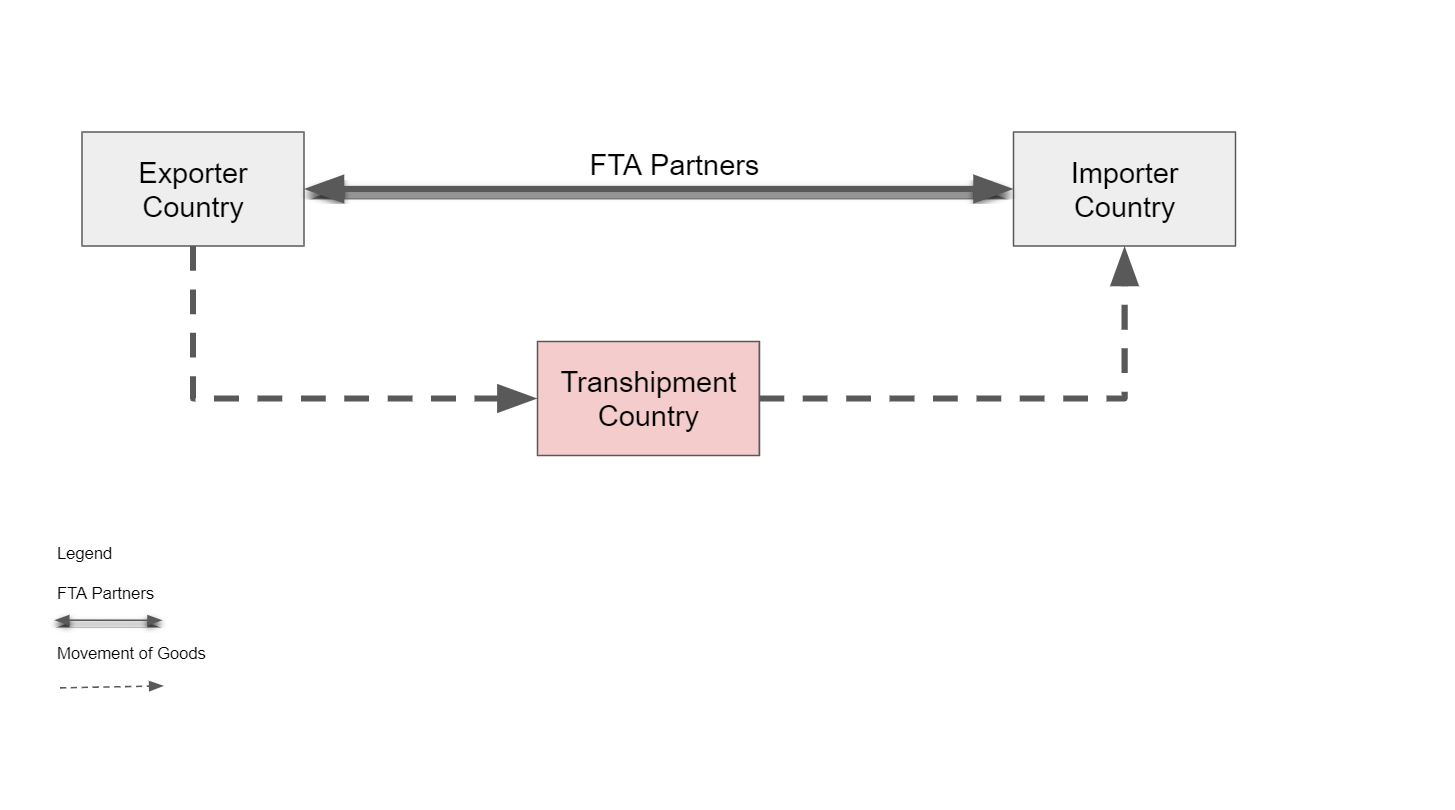 FTA Partners
Exporter
Country
Importer
Country
Transhipment
Country
Legend
FTA Partners
Movement of Goods